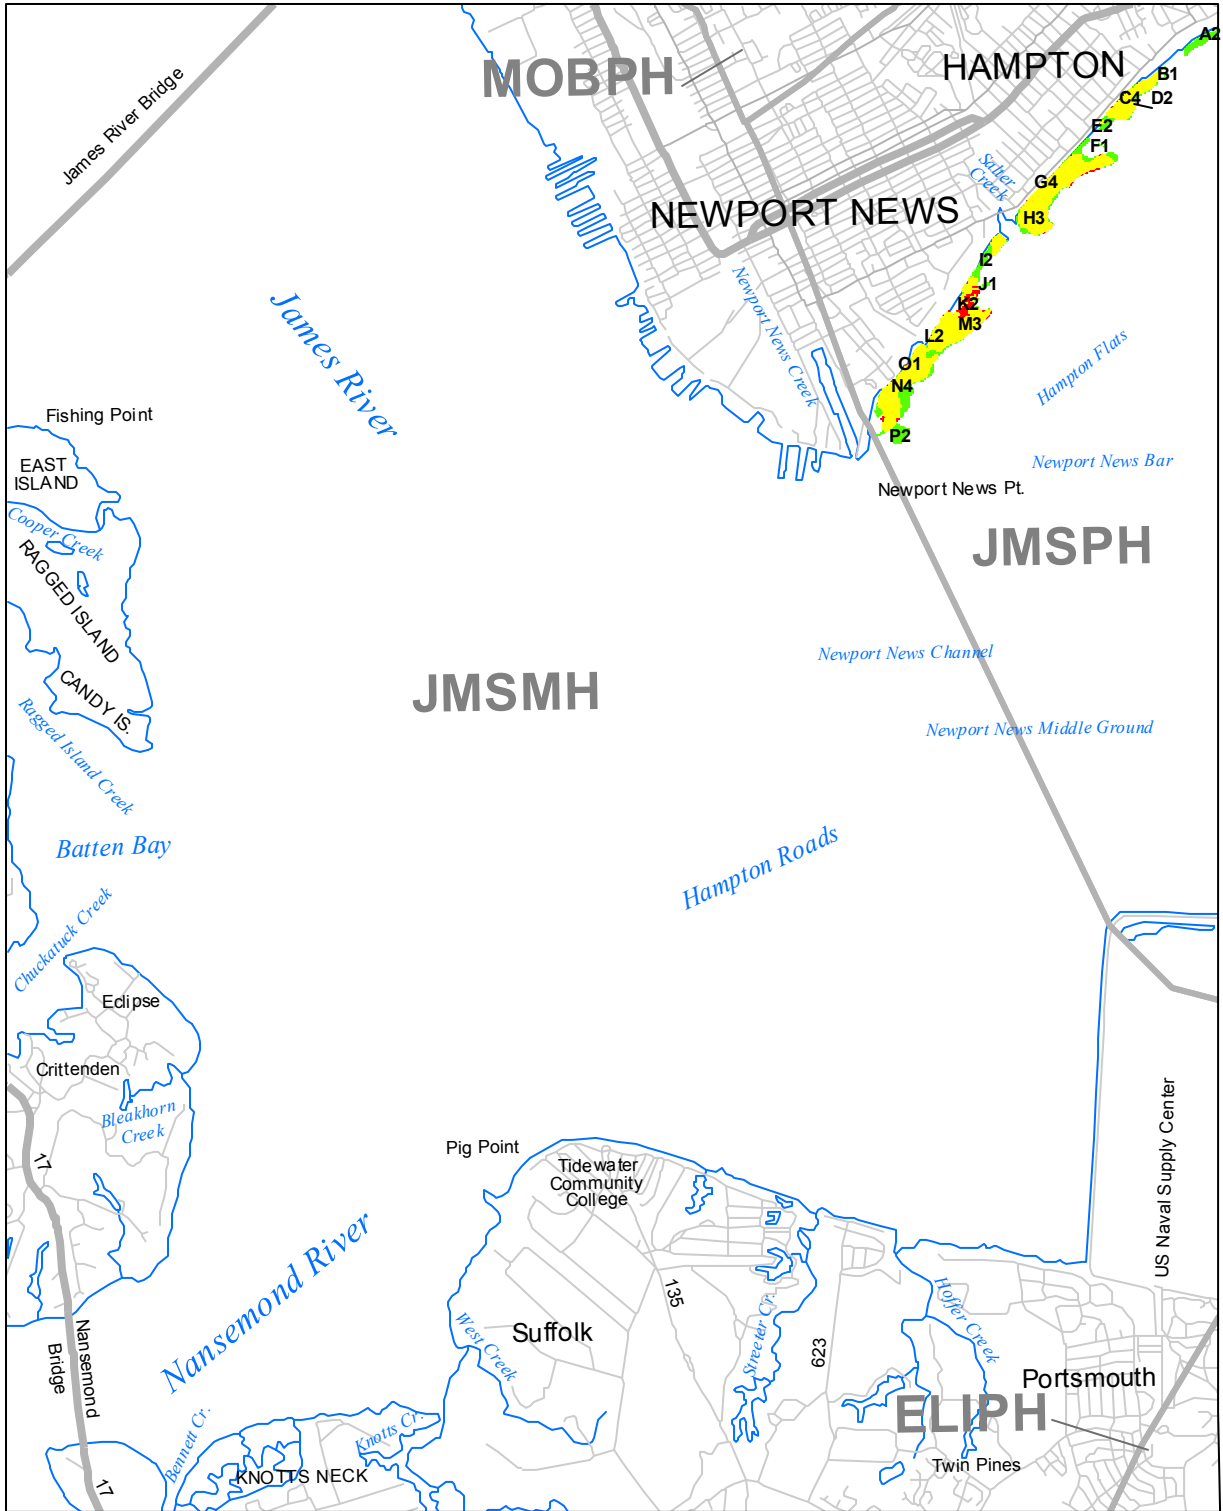 A2
HAMPTON
MOBPH
B1
C4
D2
James River Bridge
E2
F1
Salter
Creek
G4
NEWPORT NEWS
H3
I2
Newport News Creek
J1
K2
James River
M3
L2
Hampton Flats
O1
N4
Fishing Point
P2
EAST
ISLAND
Newport News Bar
Newport News Pt.
Cooper Creek
JMSPH
RAGGED ISLAND
Newport News Channel
JMSMH
CANDY IS.
Newport News Middle Ground
Ragged Island Creek
Batten Bay
Hampton Roads
Chuckatuck Creek
Eclipse
Crittenden
Bleakhorn
Creek
US Naval Supply Center
Pig Point
Tidewater
Community
College
17
Nansemond River
135
Hoffer Creek
Streeter Cr.
West Creek
Suffolk
623
Nansemond
Bridge
Portsmouth
ELIPH
Bennett Cr.
Knotts Cr.
Twin Pines
KNOTTS NECK
17